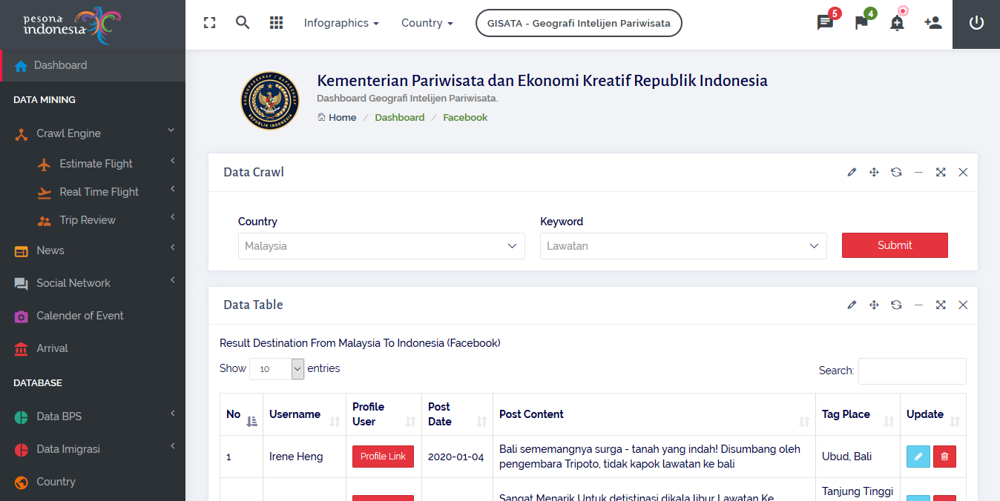 pesona
indonesia
Infographics
Country
GISATA - Geografi Intelijen Pariwisata
5
4
Dashboard
DATA MINING
Crawl Engine
Estimate Flight
Real Time Flight
Trip Review
News
Social Network
Calender of Event
Arrival
DATABASE
Data BPS
Data Imigrasi
Country
KEMENPAREKRAF / BAPAREKRAF
REPUBLIK INDONESIA
Kementerian Pariwisata dan Ekonomi Kreatif Republik Indonesia
Dashboard Geografi Intelijen Pariwisata.
Home / Dashboard / Facebook
Data Crawl
Country
Keyword
Malaysia
Lawatan
Submit
Data Table
Result Destination From Malaysia To Indonesia (Facebook)
Show 10 entries
Search:
No
Username
Profile
User
Post
Date
Post Content
Tag Place
Update
1
Irene Heng
Profile Link
2020-01-04
Bali sememangnya surga - tanah yang indah! Disumbang oleh
pengembara Tripoto, tidak kapok lawatan ke bali
Ubud, Bali
Sangat Menarik Untuk detistinasi dikala libur Lawatan Ke
Tanjung Tinggi